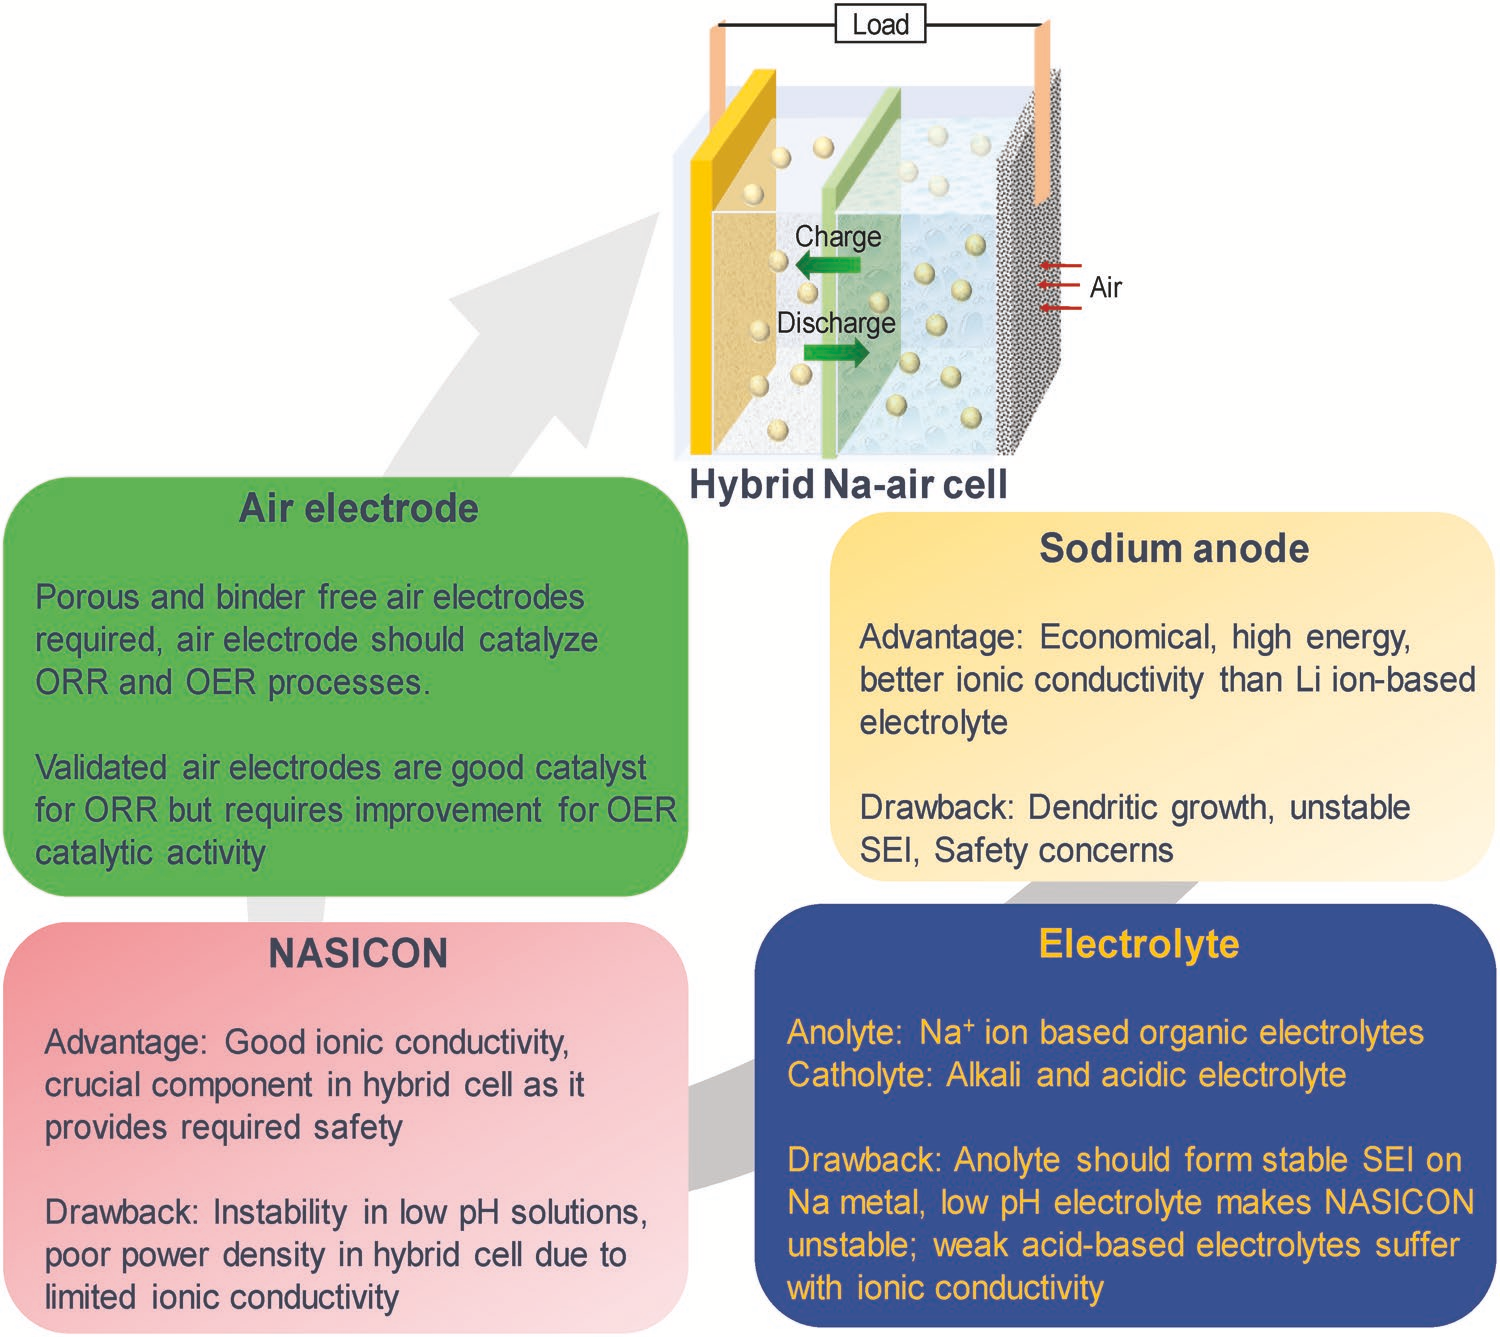 Load
Charge
Discharge
Air
Hybrid Na-air cell
Air electrode
Porous and binder free air electrodes
required, air electrode should catalyze
ORR and OER processes.
Validated air electrodes are good catalyst
for ORR but requires improvement for OER
catalytic activity
Sodium anode
Advantage: Economical, high energy,
better ionic conductivity than Li ion-based
electrolyte
Drawback: Dendritic growth, unstable
SEI, Safety concerns
NASICON
Advantage: Good ionic conductivity,
crucial component in hybrid cell as it
provides required safety
Drawback: Instability in low pH solutions,
poor power density in hybrid cell due to
limited ionic conductivity
Electrolyte
Anolyte: Na⁺ ion based organic electrolytes
Catholyte: Alkali and acidic electrolyte
Drawback: Anolyte should form stable SEI on
Na metal, low pH electrolyte makes NASICON
unstable; weak acid-based electrolytes suffer
with ionic conductivity